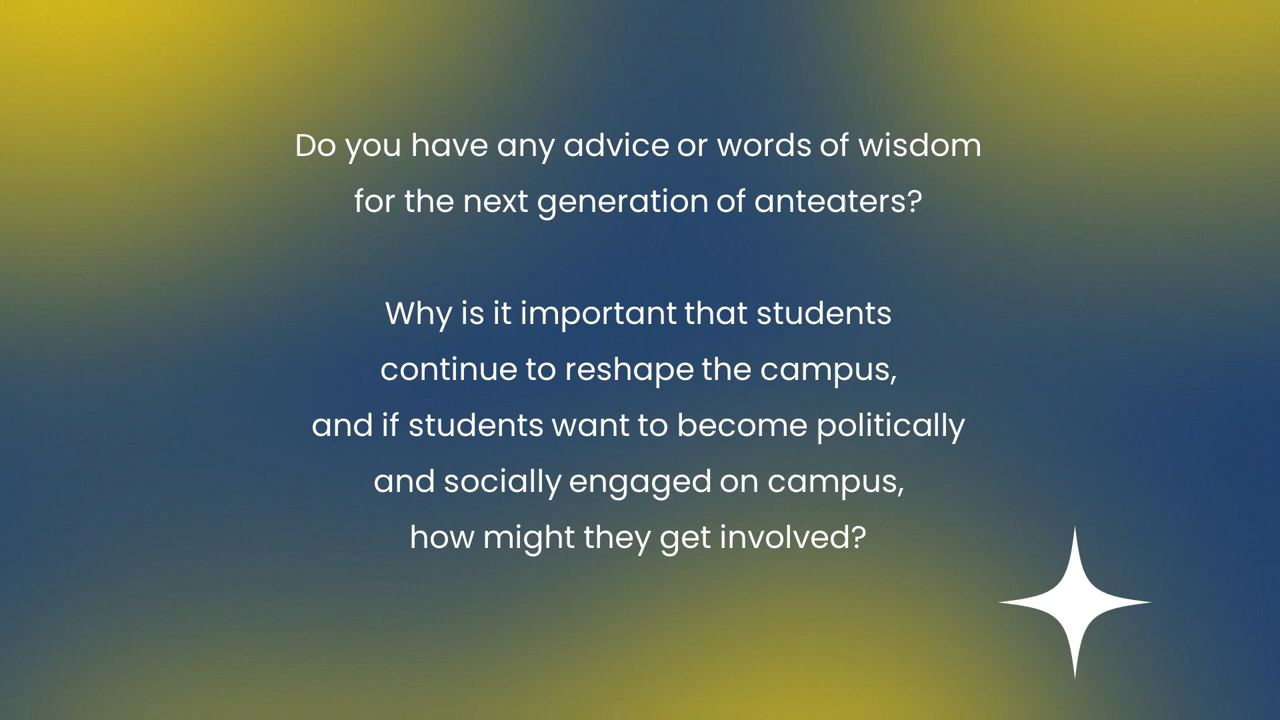 Do you have any advice or words of wisdom
for the next generation of anteaters?
Why is it important that students
continue to reshape the campus,
and if students want to become politically
and socially engaged on campus,
how might they get involved?